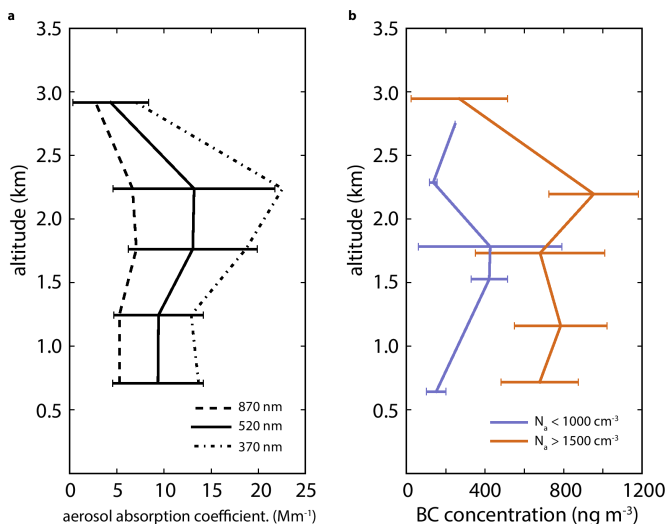 a
3.5
3.0
2.5
2.0
1.5
1.0
0.5
altitude (km)
870 nm
520 nm
370 nm
0 5 10 15 20 25
aerosol absorption coefficient. (Mm⁻¹)
b
3.5
3.0
2.5
2.0
1.5
1.0
0.5
altitude (km)
Nₐ < 1000 cm⁻³
Nₐ > 1500 cm⁻³
0 400 800 1200
BC concentration (ng m⁻³)